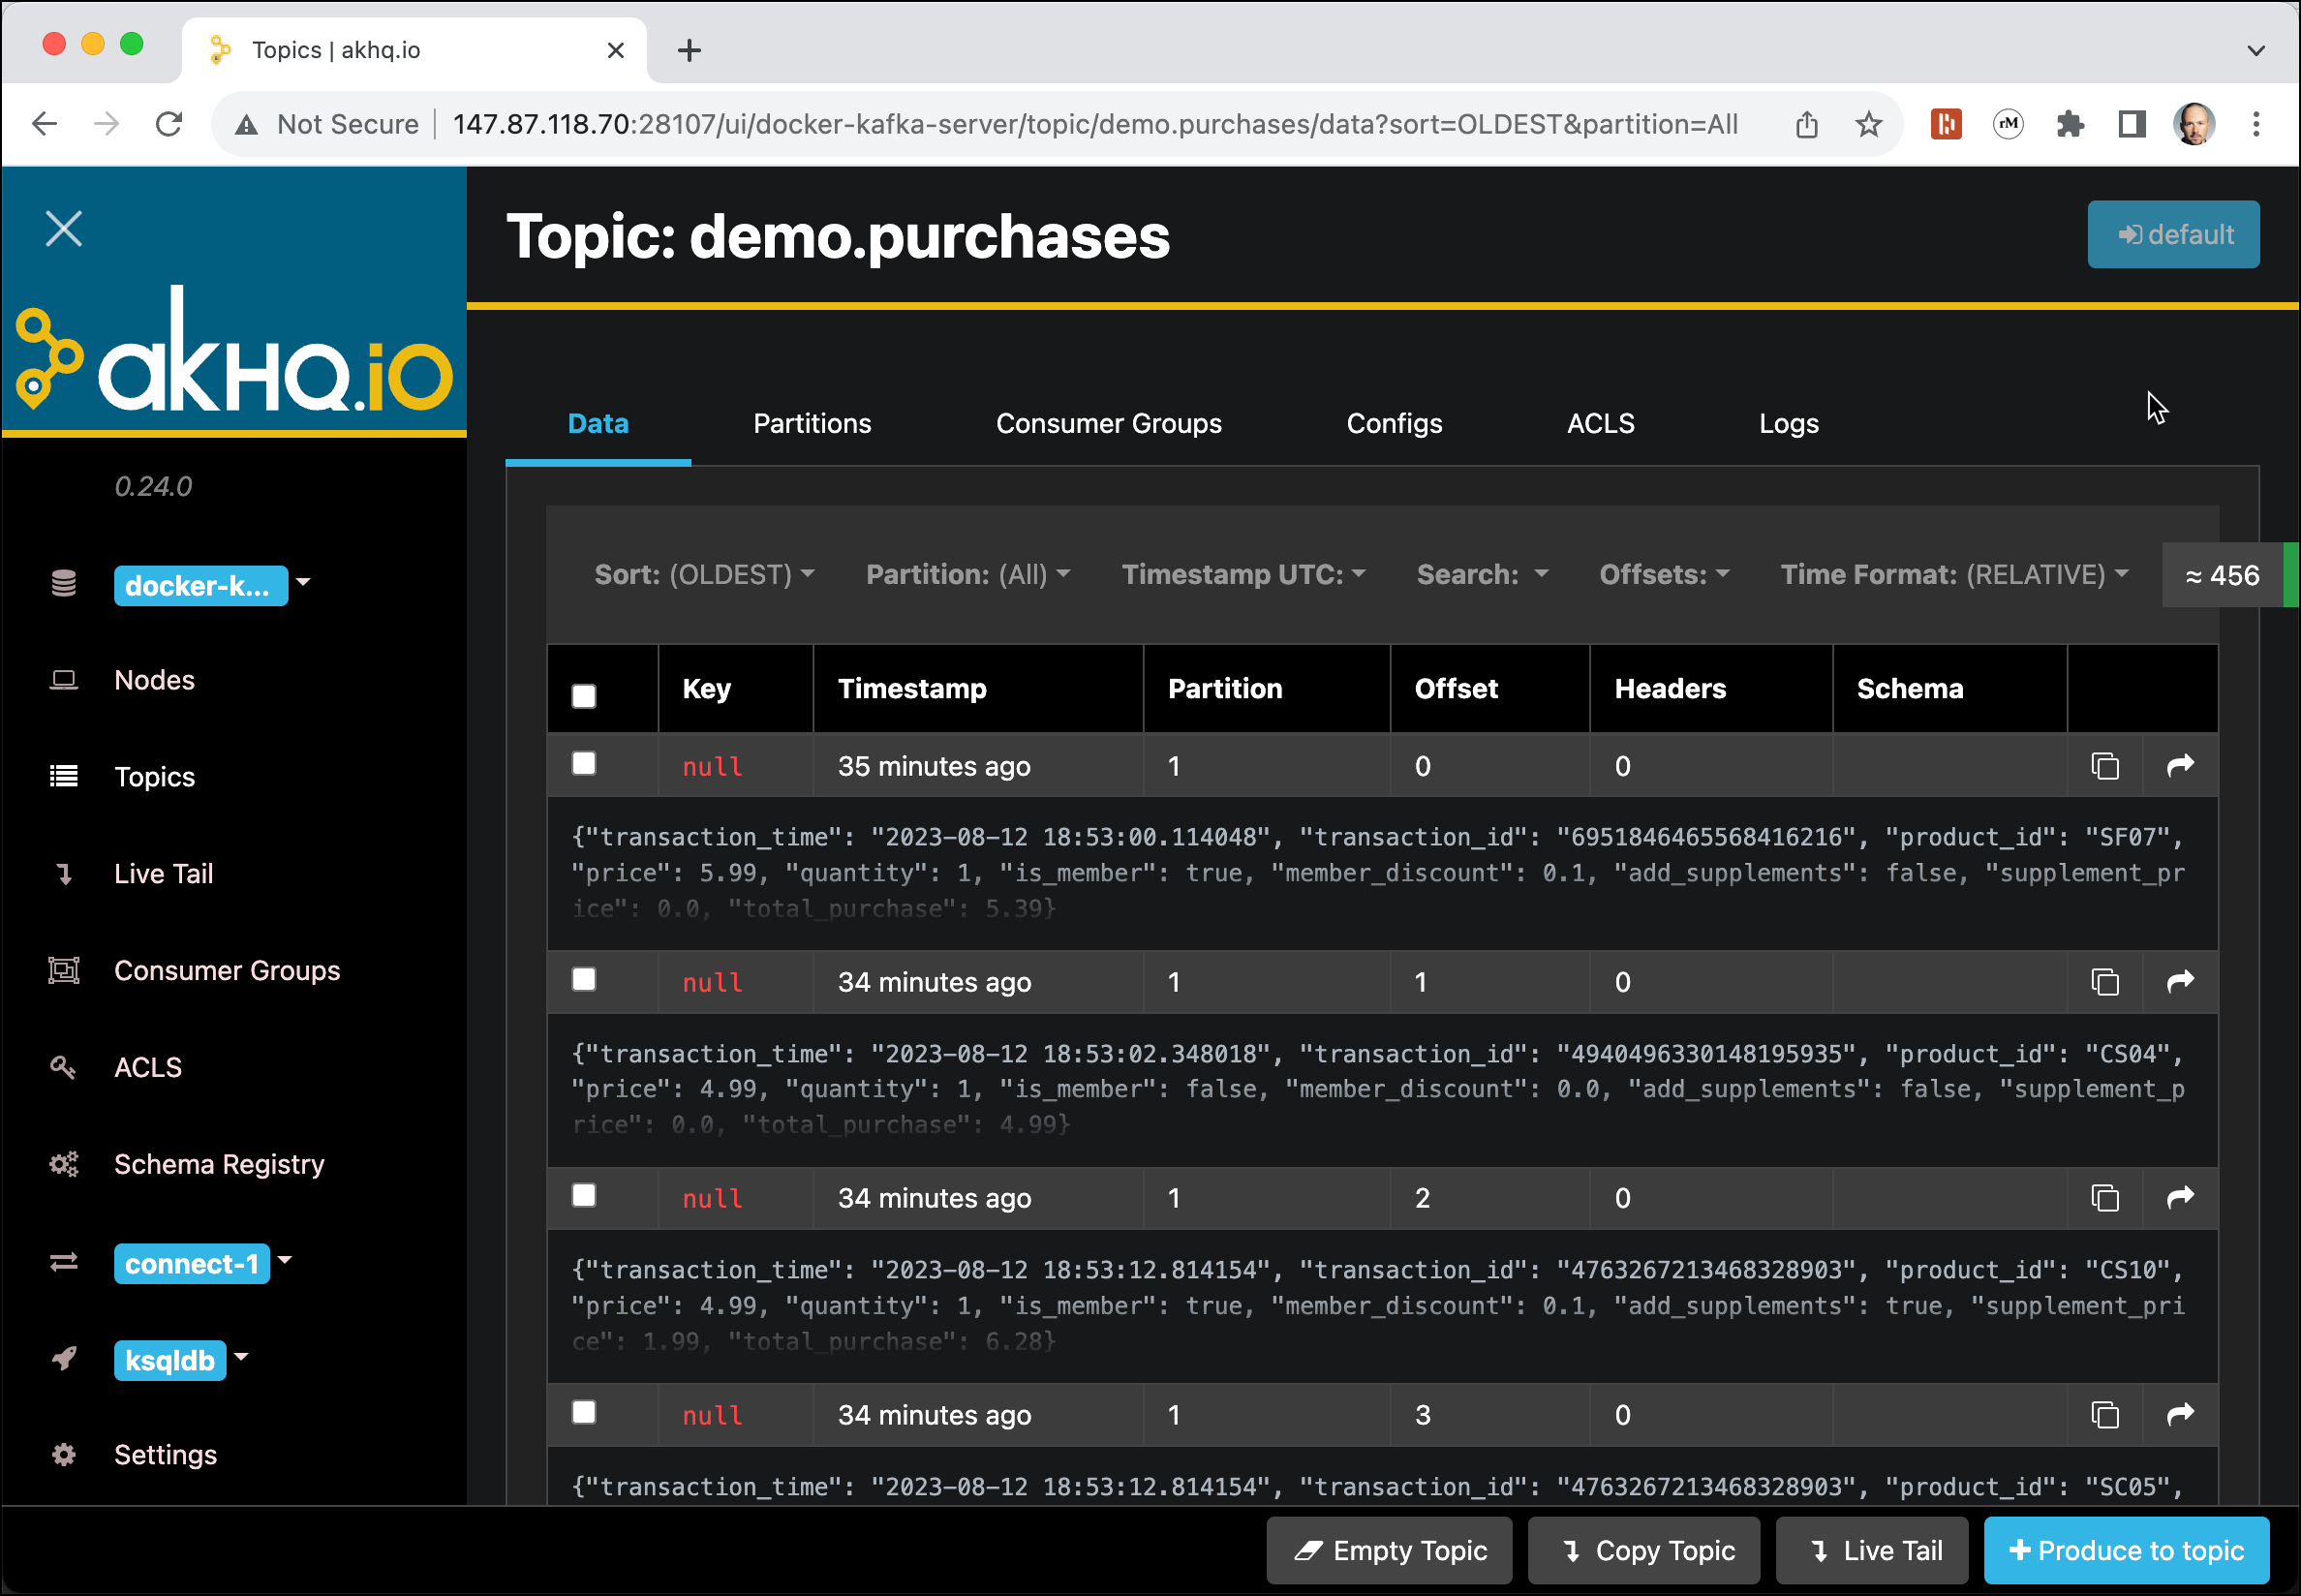 Topics | akhq.io
Not Secure | 147.87.118.70:28107/ui/docker-kafka-server/topic/demo.purchases/data?sort=OLDEST&partition=All
rM
akHQ.io
0.24.0
docker-k...
Nodes
Topics
Live Tail
Consumer Groups
ACLS
Schema Registry
connect-1
ksqldb
Settings
Topic: demo.purchases
default
Data Partitions Consumer Groups Configs ACLS Logs
Sort: (OLDEST) Partition: (All) Timestamp UTC: Search: Offsets: Time Format: (RELATIVE) ≈ 456
Key Timestamp Partition Offset Headers Schema
null 35 minutes ago 1 0 0
{"transaction_time": "2023-08-12 18:53:00.114048", "transaction_id": "6951846465568416216", "product_id": "SF07",
"price": 5.99, "quantity": 1, "is_member": true, "member_discount": 0.1, "add_supplements": false, "supplement_pr
ice": 0.0, "total_purchase": 5.39}
null 34 minutes ago 1 1 0
{"transaction_time": "2023-08-12 18:53:02.348018", "transaction_id": "4940496330148195935", "product_id": "CS04",
"price": 4.99, "quantity": 1, "is_member": false, "member_discount": 0.0, "add_supplements": false, "supplement_p
rice": 0.0, "total_purchase": 4.99}
null 34 minutes ago 1 2 0
{"transaction_time": "2023-08-12 18:53:12.814154", "transaction_id": "4763267213468328903", "product_id": "CS10",
"price": 4.99, "quantity": 1, "is_member": true, "member_discount": 0.1, "add_supplements": true, "supplement_pri
ce": 1.99, "total_purchase": 6.28}
null 34 minutes ago 1 3 0
{"transaction_time": "2023-08-12 18:53:12.814154", "transaction_id": "4763267213468328903", "product_id": "SC05",
Empty Topic Copy Topic Live Tail Produce to topic